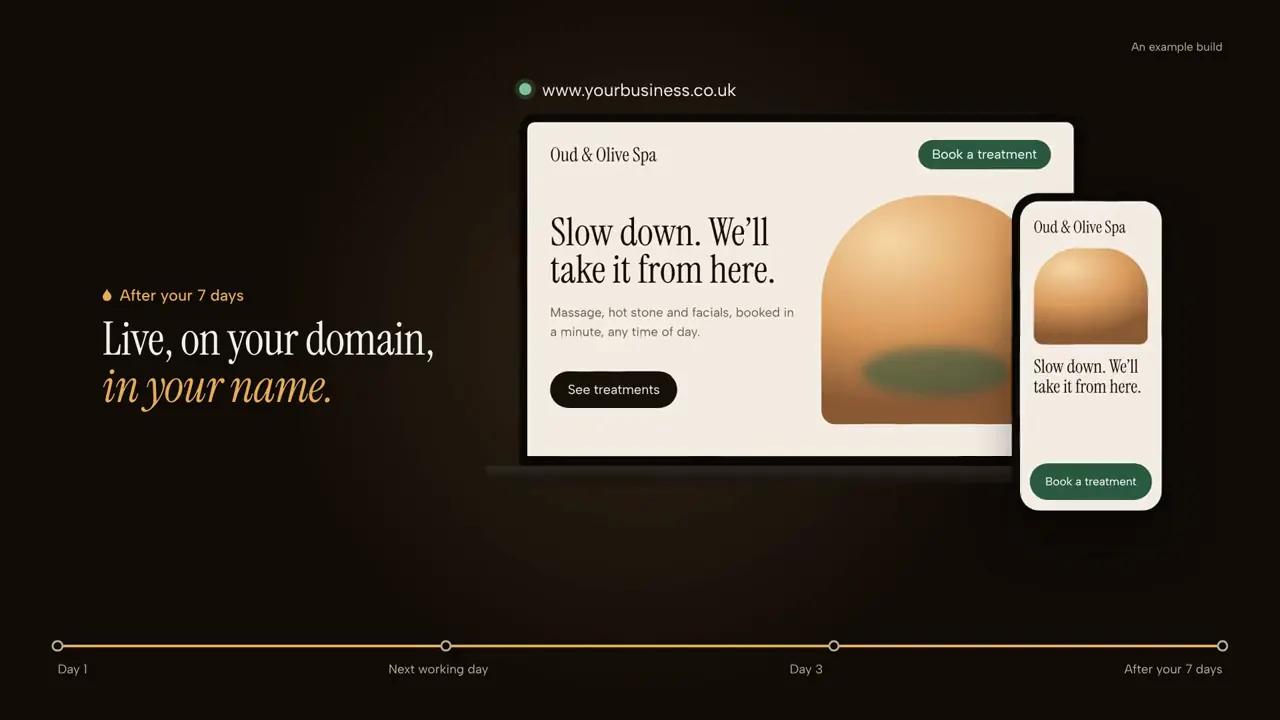 An example build
www.yourbusiness.co.uk
Oud & Olive Spa
Book a treatment
Slow down. We’ll
take it from here.
Massage, hot stone and facials, booked in
a minute, any time of day.
See treatments
Oud & Olive Spa
Slow down. We’ll
take it from here.
Book a treatment
After your 7 days
Live, on your domain,
in your name.
Day 1
Next working day
Day 3
After your 7 days